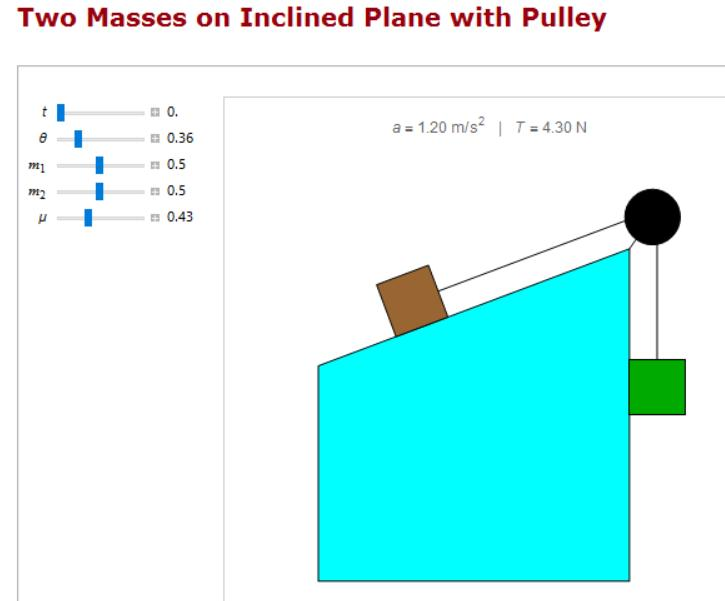 Two Masses on Inclined Plane with Pulley
t 0.
θ 0.36
m₁ 0.5
m₂ 0.5
μ 0.43
a = 1.20 m/s² | T = 4.30 N